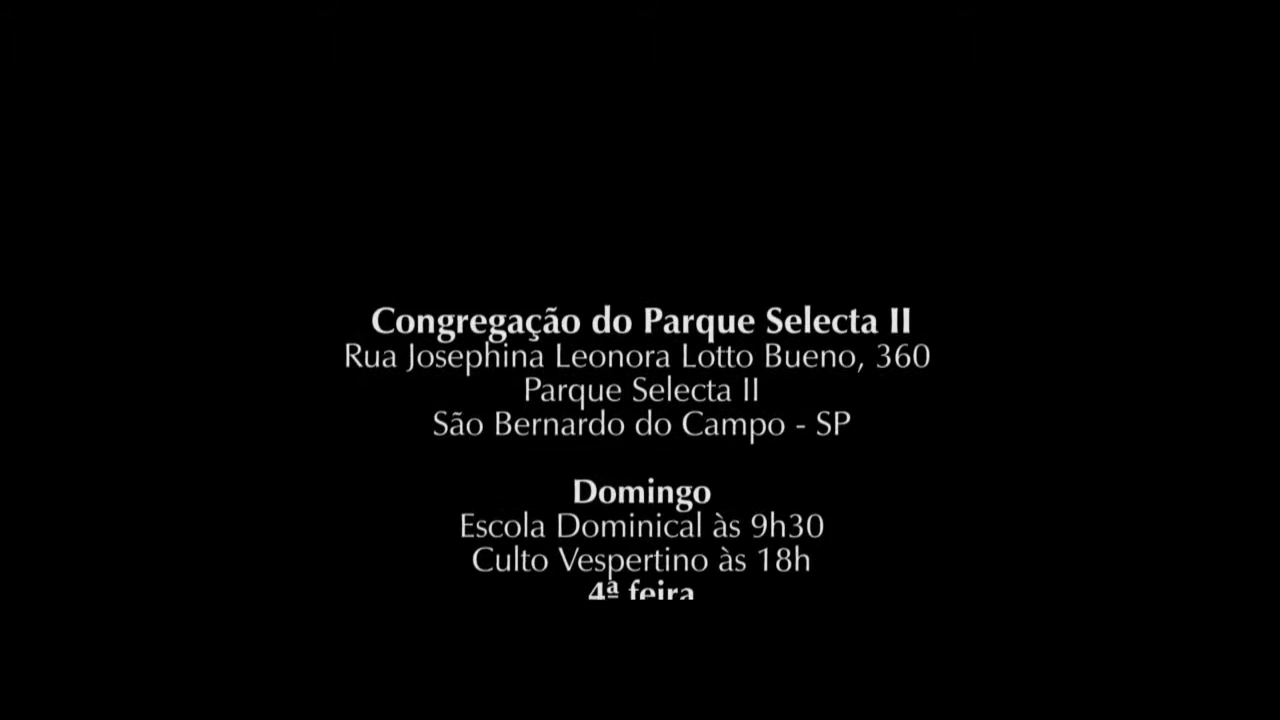 Congregação do Parque Selecta II
Rua Josephina Leonora Lotto Bueno, 360
Parque Selecta II
São Bernardo do Campo - SP
Domingo
Escola Dominical às 9h30
Culto Vespertino às 18h
4ª feira